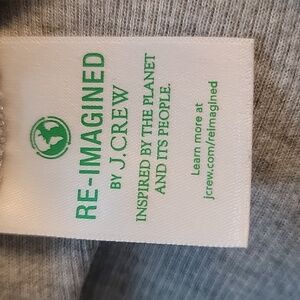 RE-IMAGINED
BY J.CREW
INSPIRED BY THE PLANET
AND ITS PEOPLE.
Learn more at
jcrew.com/reimagined